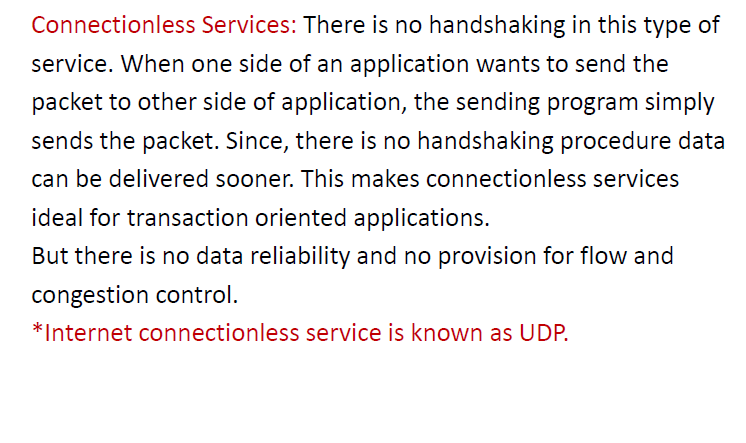 Connectionless Services: There is no handshaking in this type of
service. When one side of an application wants to send the
packet to other side of application, the sending program simply
sends the packet. Since, there is no handshaking procedure data
can be delivered sooner. This makes connectionless services
ideal for transaction oriented applications.
But there is no data reliability and no provision for flow and
congestion control.
*Internet connectionless service is known as UDP.